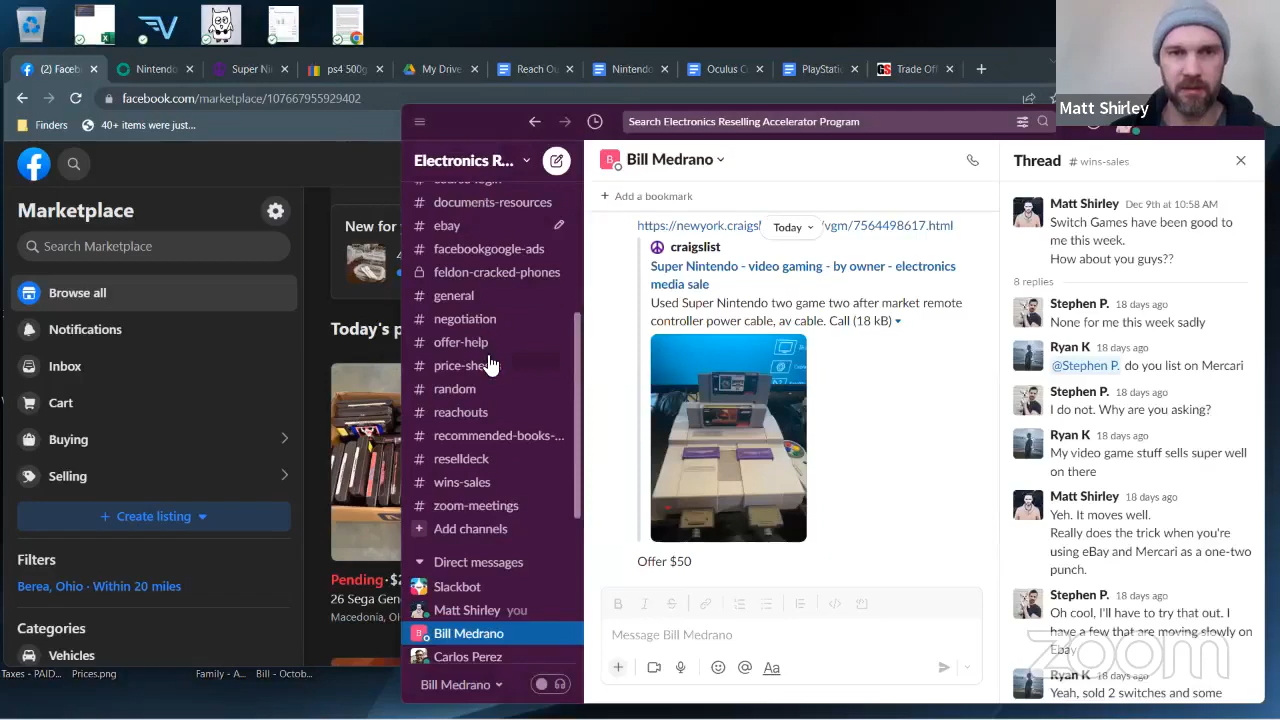 (2) Faceb
Nintendo
Super Ni
ps4 500g
My Drive
Reach Ou
Nintendo
Oculus C
PlayStatic
Trade Off
facebook.com/marketplace/107667955929402
Finders
40+ items were just...
Matt Shirley
Search Electronics Reselling Accelerator Program
Marketplace
Search Marketplace
Browse all
Notifications
Inbox
Cart
Buying
Selling
+ Create listing
Filters
Berea, Ohio · Within 20 miles
Categories
Vehicles
New for
Today's p
Pending
26 Sega Gen
Macedonia, OH
Taxes - PAID...
Prices.png
Family - A...
Bill - Octob...
Electronics R...
# documents-resources
# ebay
# facebookgoogle-ads
feldon-cracked-phones
# general
# negotiation
# offer-help
# random
# reachouts
# recommended-books-...
# reselldeck
# wins-sales
# zoom-meetings
+ Add channels
Direct messages
Slackbot
Matt Shirley you
Bill Medrano
Carlos Perez
Bill Medrano
B Bill Medrano
+ Add a bookmark
Today
/vgm/7564498617.html
craigslist
Super Nintendo - video gaming - by owner - electronics
media sale
Used Super Nintendo two game two after market remote
controller power cable, av cable. Call (18 kB)
Offer $50
B I S
Message Bill Medrano
Aa
Thread # wins-sales
Matt Shirley Dec 9th at 10:58 AM
Switch Games have been good to
me this week.
How about you guys??
8 replies
Stephen P. 18 days ago
None for me this week sadly
Ryan K 18 days ago
@Stephen P. do you list on Mercari
Stephen P. 18 days ago
I do not. Why are you asking?
Ryan K 18 days ago
My video game stuff sells super well
on there
Matt Shirley 18 days ago
Yeh. It moves well.
Really does the trick when you're
using eBay and Mercari as a one-two
punch.
Stephen P. 18 days ago
Oh cool, I'll have to try that out. I
have a few that are moving slowly on
Ebay
Ryan K 18 days ago
Yeah, sold 2 switches and some
zoom